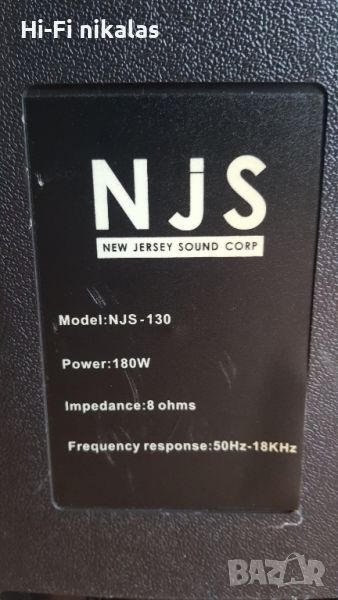 Hi-Fi nikalas
NJS
NEW JERSEY SOUND CORP
Model:NJS-130
Power:180W
Impedance:8 ohms
Frequency response:50Hz-18KHz
BAZAR